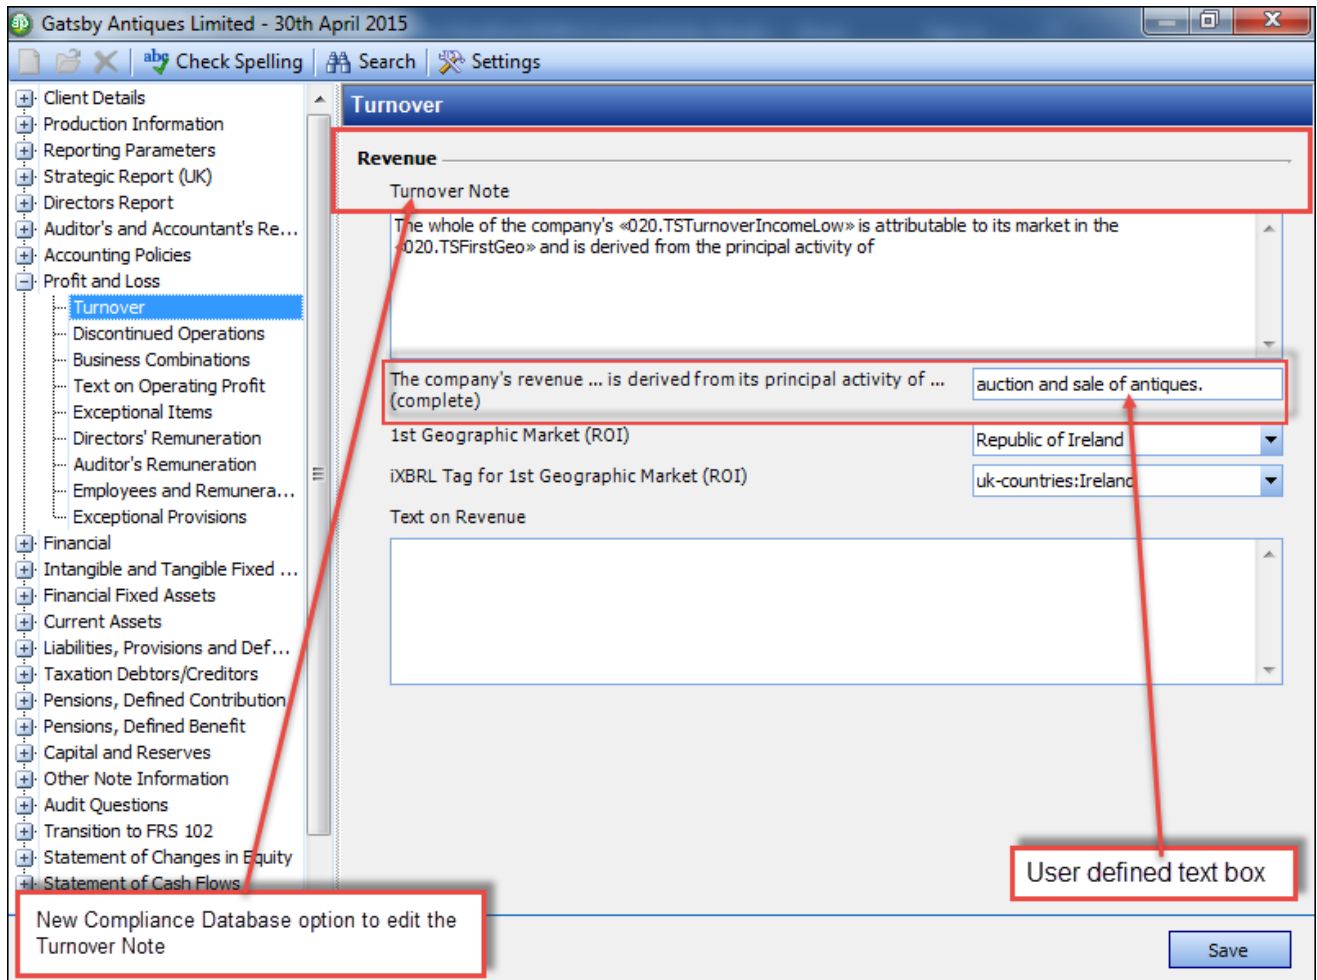 Gatsby Antiques Limited - 30th April 2015
Check Spelling
Search
Settings
Client Details
Production Information
Reporting Parameters
Strategic Report (UK)
Directors Report
Auditor's and Accountant's Re...
Accounting Policies
Profit and Loss
Turnover
Discontinued Operations
Business Combinations
Text on Operating Profit
Exceptional Items
Directors' Remuneration
Auditor's Remuneration
Employees and Remunera...
Exceptional Provisions
Financial
Intangible and Tangible Fixed ...
Financial Fixed Assets
Current Assets
Liabilities, Provisions and Def...
Taxation Debtors/Creditors
Pensions, Defined Contribution
Pensions, Defined Benefit
Capital and Reserves
Other Note Information
Audit Questions
Transition to FRS 102
Statement of Changes in Equity
Statement of Cash Flows
Turnover
Revenue
Turnover Note
The whole of the company's «020.TSTurnoverIncomeLow» is attributable to its market in the
«020.TSFirstGeo» and is derived from the principal activity of
The company's revenue ... is derived from its principal activity of ...
(complete)
auction and sale of antiques.
1st Geographic Market (ROI)
Republic of Ireland
iXBRL Tag for 1st Geographic Market (ROI)
uk-countries:Ireland
Text on Revenue
User defined text box
New Compliance Database option to edit the
Turnover Note
Save